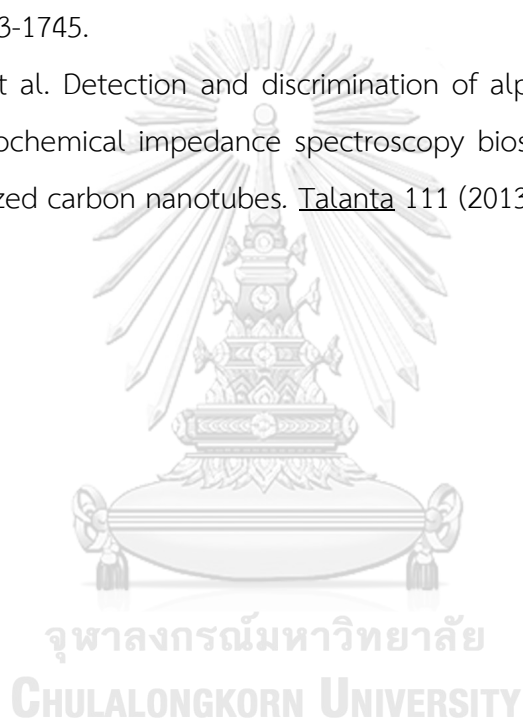 3-1745.
t al. Detection and discrimination of alp
ochemical impedance spectroscopy bios
zed carbon nanotubes. Talanta 111 (2013
จุฬาลงกรณ์มหาวิทยาลัย
CHULALONGKORN UNIVERSITY